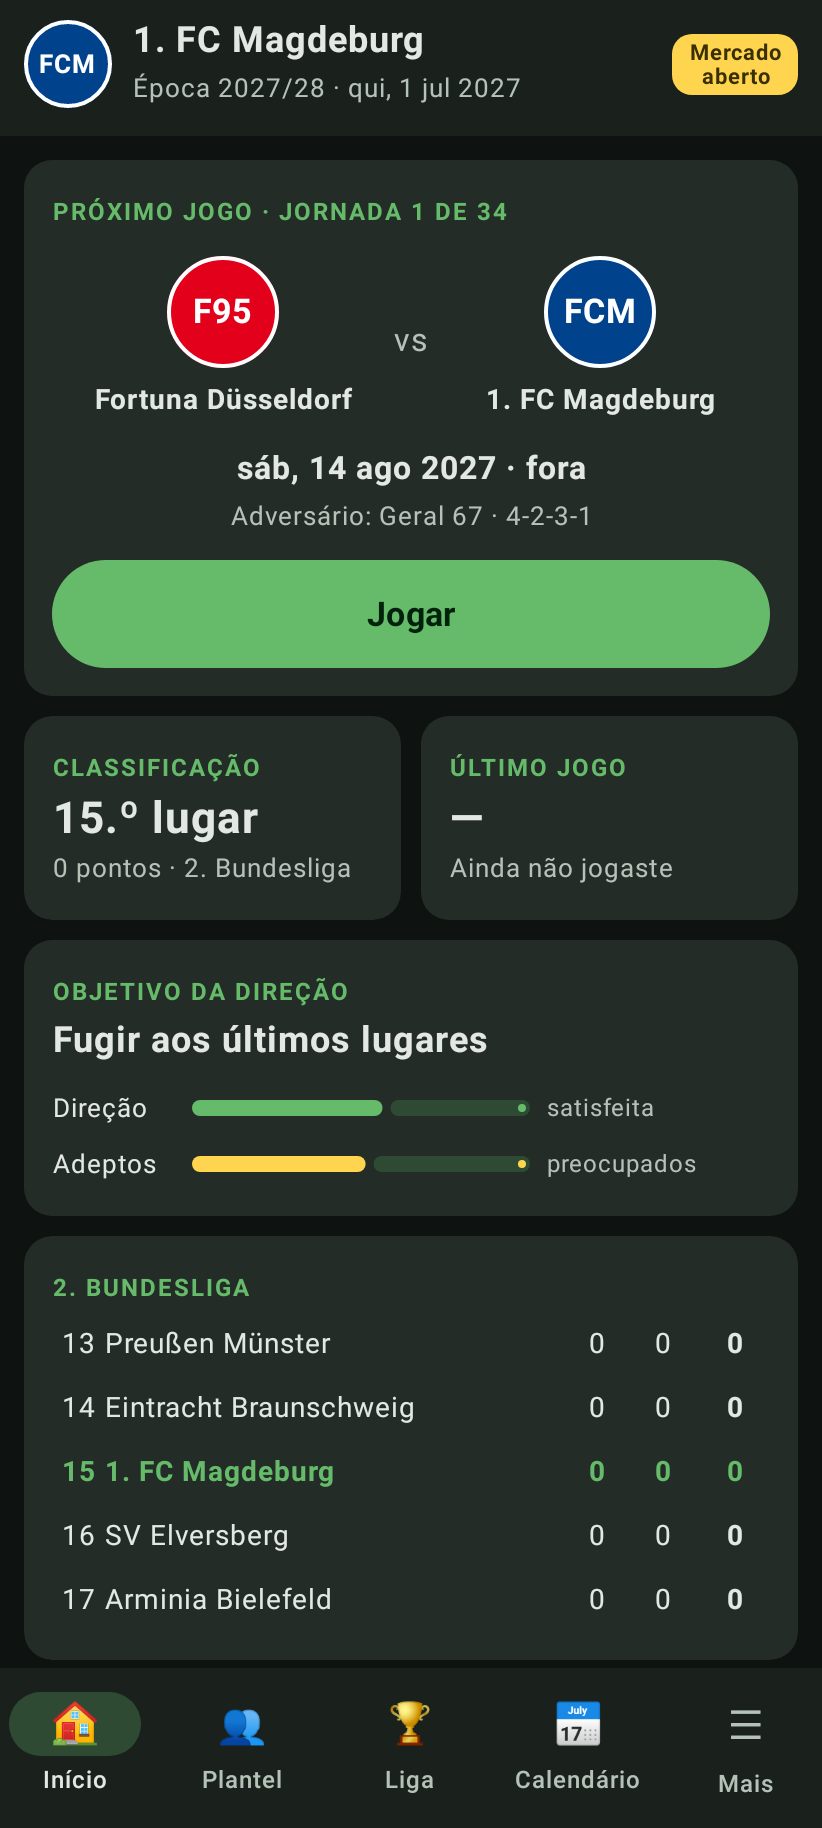 FCM
1. FC Magdeburg
Época 2027/28 · qui, 1 jul 2027
Mercado
aberto
PRÓXIMO JOGO · JORNADA 1 DE 34
F95
vs
FCM
Fortuna Düsseldorf
1. FC Magdeburg
sáb, 14 ago 2027 · fora
Adversário: Geral 67 · 4-2-3-1
Jogar
CLASSIFICAÇÃO
15.º lugar
0 pontos · 2. Bundesliga
ÚLTIMO JOGO
—
Ainda não jogaste
OBJETIVO DA DIREÇÃO
Fugir aos últimos lugares
Direção satisfeita
Adeptos preocupados
2. BUNDESLIGA
13 Preußen Münster 0 0 0
14 Eintracht Braunschweig 0 0 0
15 1. FC Magdeburg 0 0 0
16 SV Elversberg 0 0 0
17 Arminia Bielefeld 0 0 0
July
17
Início
Plantel
Liga
Calendário
Mais